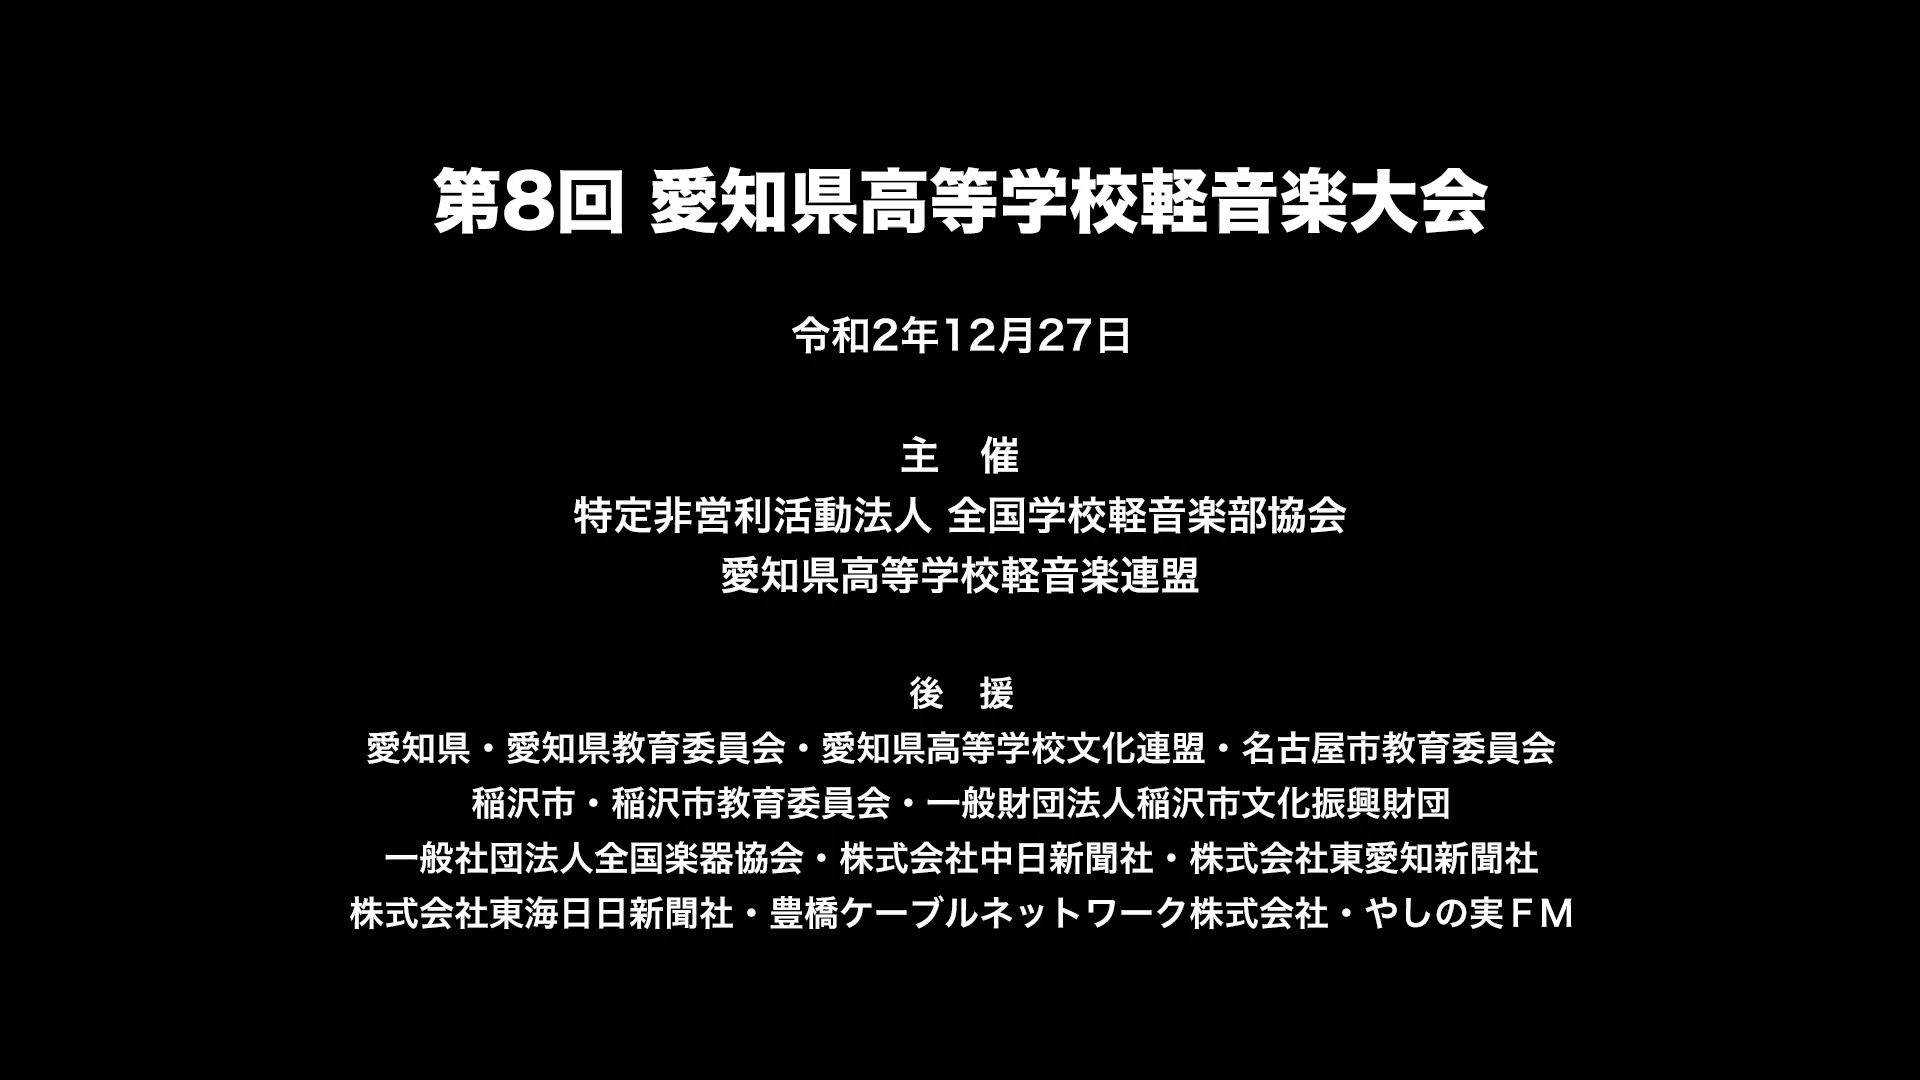 第8回 愛知県高等学校軽音楽大会
令和2年12月27日
主　催
特定非営利活動法人 全国学校軽音楽部協会
愛知県高等学校軽音楽連盟
後　援
愛知県・愛知県教育委員会・愛知県高等学校文化連盟・名古屋市教育委員会
稲沢市・稲沢市教育委員会・一般財団法人稲沢市文化振興財団
一般社団法人全国楽器協会・株式会社中日新聞社・株式会社東愛知新聞社
株式会社東海日日新聞社・豊橋ケーブルネットワーク株式会社・やしの実ＦＭ